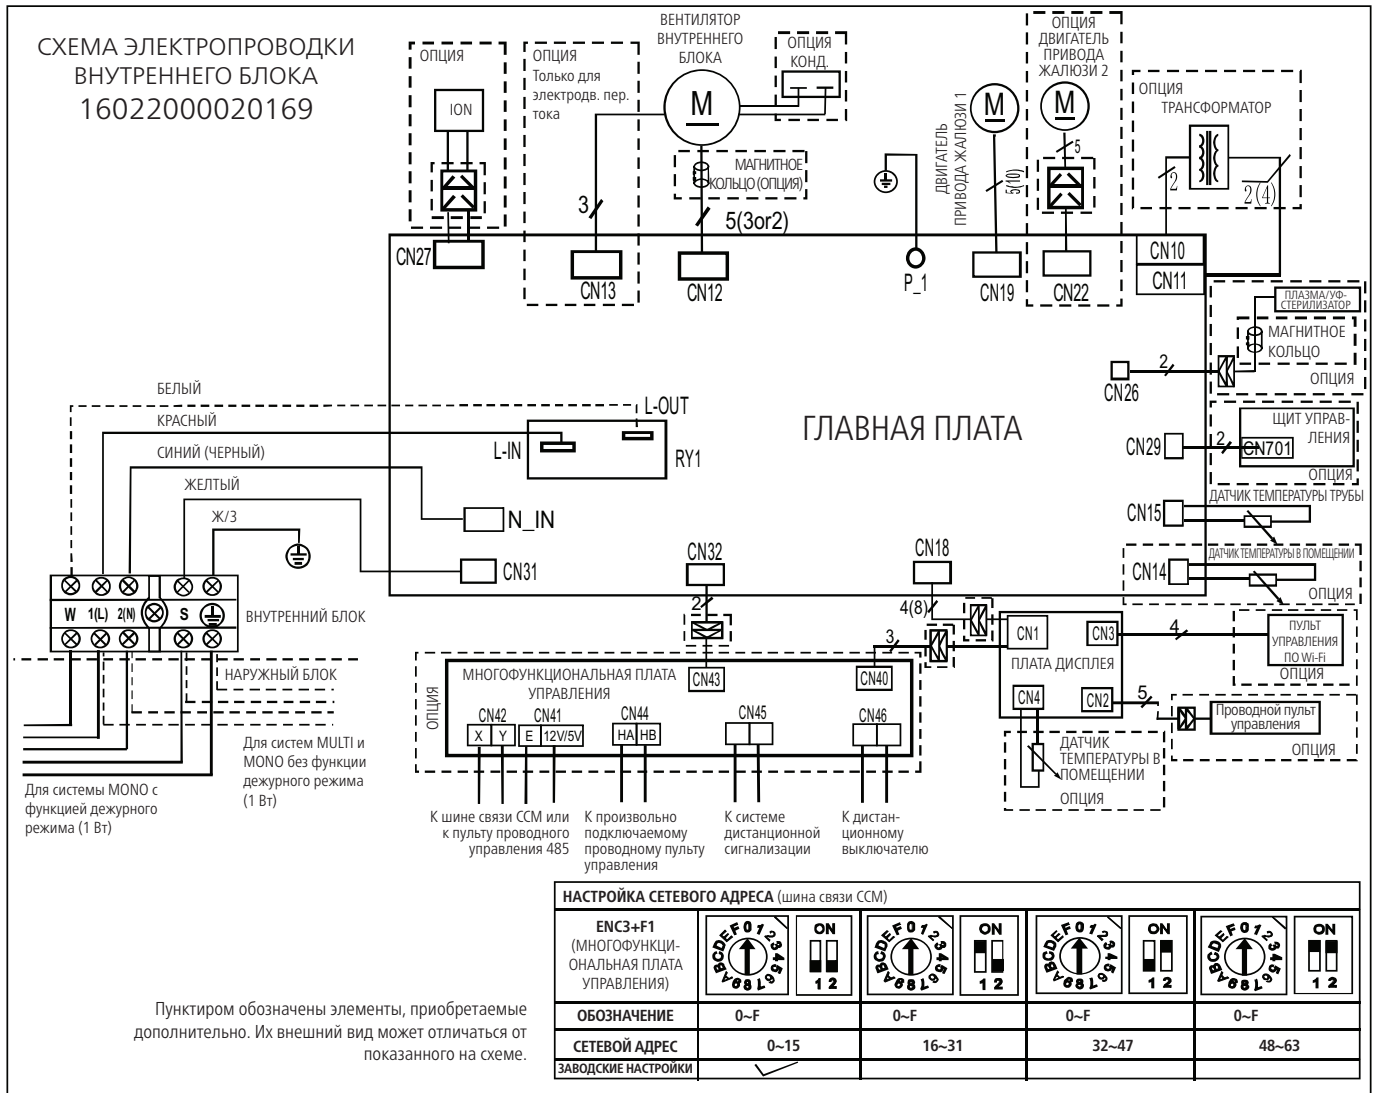 СХЕМА ЭЛЕКТРОПРОВОДКИ
ВНУТРЕННЕГО БЛОКА
16022000020169
ОПЦИЯ
ION
CN27
ОПЦИЯ
Только для
электродв. пер.
тока
3
CN13
ВЕНТИЛЯТОР
ВНУТРЕННЕГО
БЛОКА
M
ОПЦИЯ
КОНД.
МАГНИТНОЕ
КОЛЬЦО (ОПЦИЯ)
5(3or2)
CN12
P_1
ДВИГАТЕЛЬ
ПРИВОДА ЖАЛЮЗИ 1
M
5(10)
CN19
ОПЦИЯ
ДВИГАТЕЛЬ
ПРИВОДА
ЖАЛЮЗИ 2
M
5
CN22
ОПЦИЯ
ТРАНСФОРМАТОР
2
2(4)
CN10
CN11
ПЛАЗМА/УФ-
СТЕРИЛИЗАТОР
МАГНИТНОЕ
КОЛЬЦО
ОПЦИЯ
2
CN26
ЩИТ УПРАВ-
ЛЕНИЯ
CN701
ОПЦИЯ
2
CN29
ДАТЧИК ТЕМПЕРАТУРЫ ТРУБЫ
CN15
ДАТЧИК ТЕМПЕРАТУРЫ В ПОМЕЩЕНИИ
CN14
ОПЦИЯ
ГЛАВНАЯ ПЛАТА
БЕЛЫЙ
КРАСНЫЙ
СИНИЙ (ЧЕРНЫЙ)
ЖЕЛТЫЙ
Ж/З
L-OUT
L-IN
RY1
N_IN
CN31
CN32
2
CN18
4(8)
3
W 1(L) 2(N) S
ВНУТРЕННИЙ БЛОК
НАРУЖНЫЙ БЛОК
Для систем MULTI и
MONO без функции
дежурного режима
(1 Вт)
Для системы MONO с
функцией дежурного
режима (1 Вт)
ОПЦИЯ
МНОГОФУНКЦИОНАЛЬНАЯ ПЛАТА
УПРАВЛЕНИЯ
CN43
CN40
CN42
CN41
CN44
CN45
CN46
X Y E 12V/5V HA HB
К шине связи CCM или
к пульту проводного
управления 485
К произвольно
подключаемому
проводному пульту
управления
К системе
дистанционной
сигнализации
К дистан-
ционному
выключателю
CN1
CN3
ПЛАТА ДИСПЛЕЯ
CN4
CN2
4
ПУЛЬТ
УПРАВЛЕНИЯ
ПО Wi-Fi
ОПЦИЯ
5
Проводной пульт
управления
ОПЦИЯ
ДАТЧИК
ТЕМПЕРАТУРЫ В
ПОМЕЩЕНИИ
ОПЦИЯ
НАСТРОЙКА СЕТЕВОГО АДРЕСА (шина связи CCM)
ENC3+F1
(МНОГОФУНКЦИ-
ОНАЛЬНАЯ ПЛАТА
УПРАВЛЕНИЯ)
0123456789ABCDEF ON 1 2
0123456789ABCDEF ON 1 2
0123456789ABCDEF ON 1 2
0123456789ABCDEF ON 1 2
ОБОЗНАЧЕНИЕ 0~F 0~F 0~F 0~F
СЕТЕВОЙ АДРЕС 0~15 16~31 32~47 48~63
ЗАВОДСКИЕ НАСТРОЙКИ
Пунктиром обозначены элементы, приобретаемые
дополнительно. Их внешний вид может отличаться от
показанного на схеме.